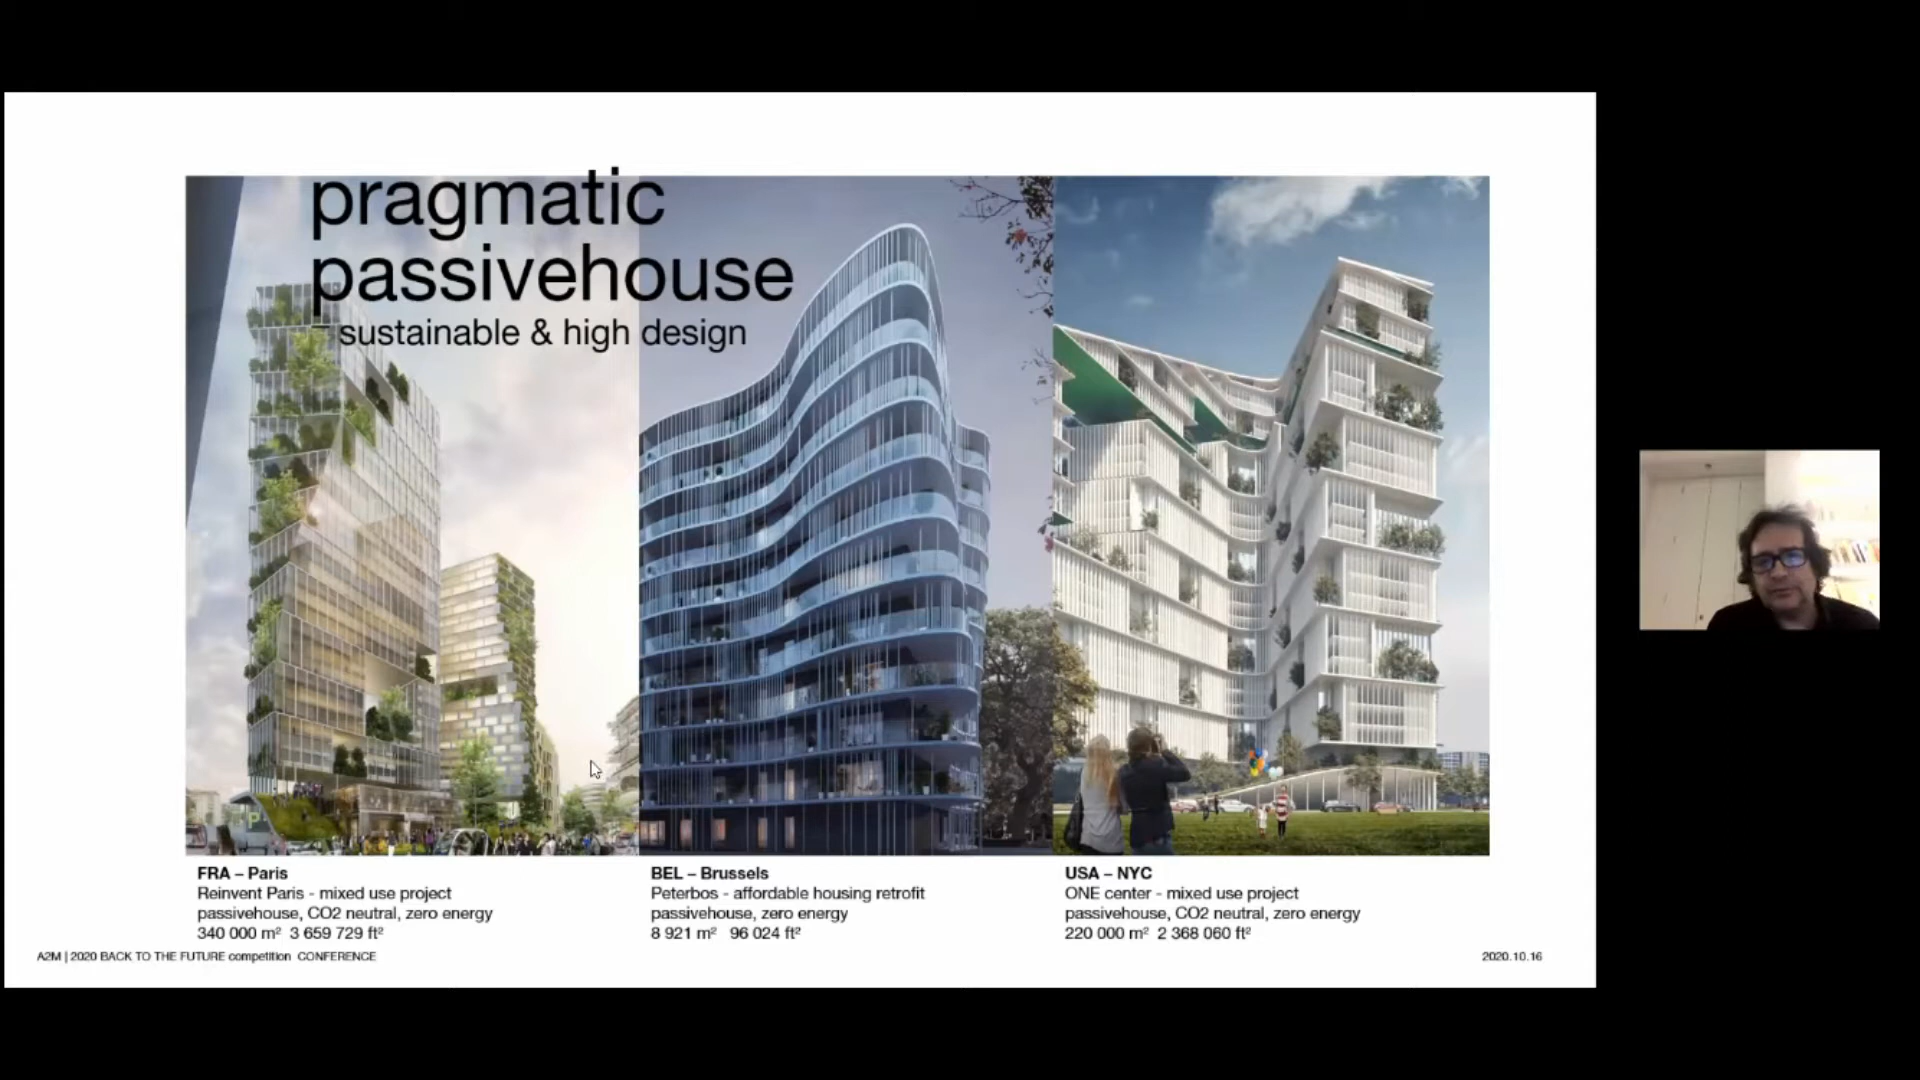 pragmatic
passivehouse
– sustainable & high design
FRA – Paris
Reinvent Paris - mixed use project
passivehouse, CO2 neutral, zero energy
340 000 m² 3 659 729 ft²
BEL – Brussels
Peterbos - affordable housing retrofit
passivehouse, zero energy
8 921 m² 96 024 ft²
USA – NYC
ONE center - mixed use project
passivehouse, CO2 neutral, zero energy
220 000 m² 2 368 060 ft²
A2M | 2020 BACK TO THE FUTURE competition CONFERENCE
2020.10.16